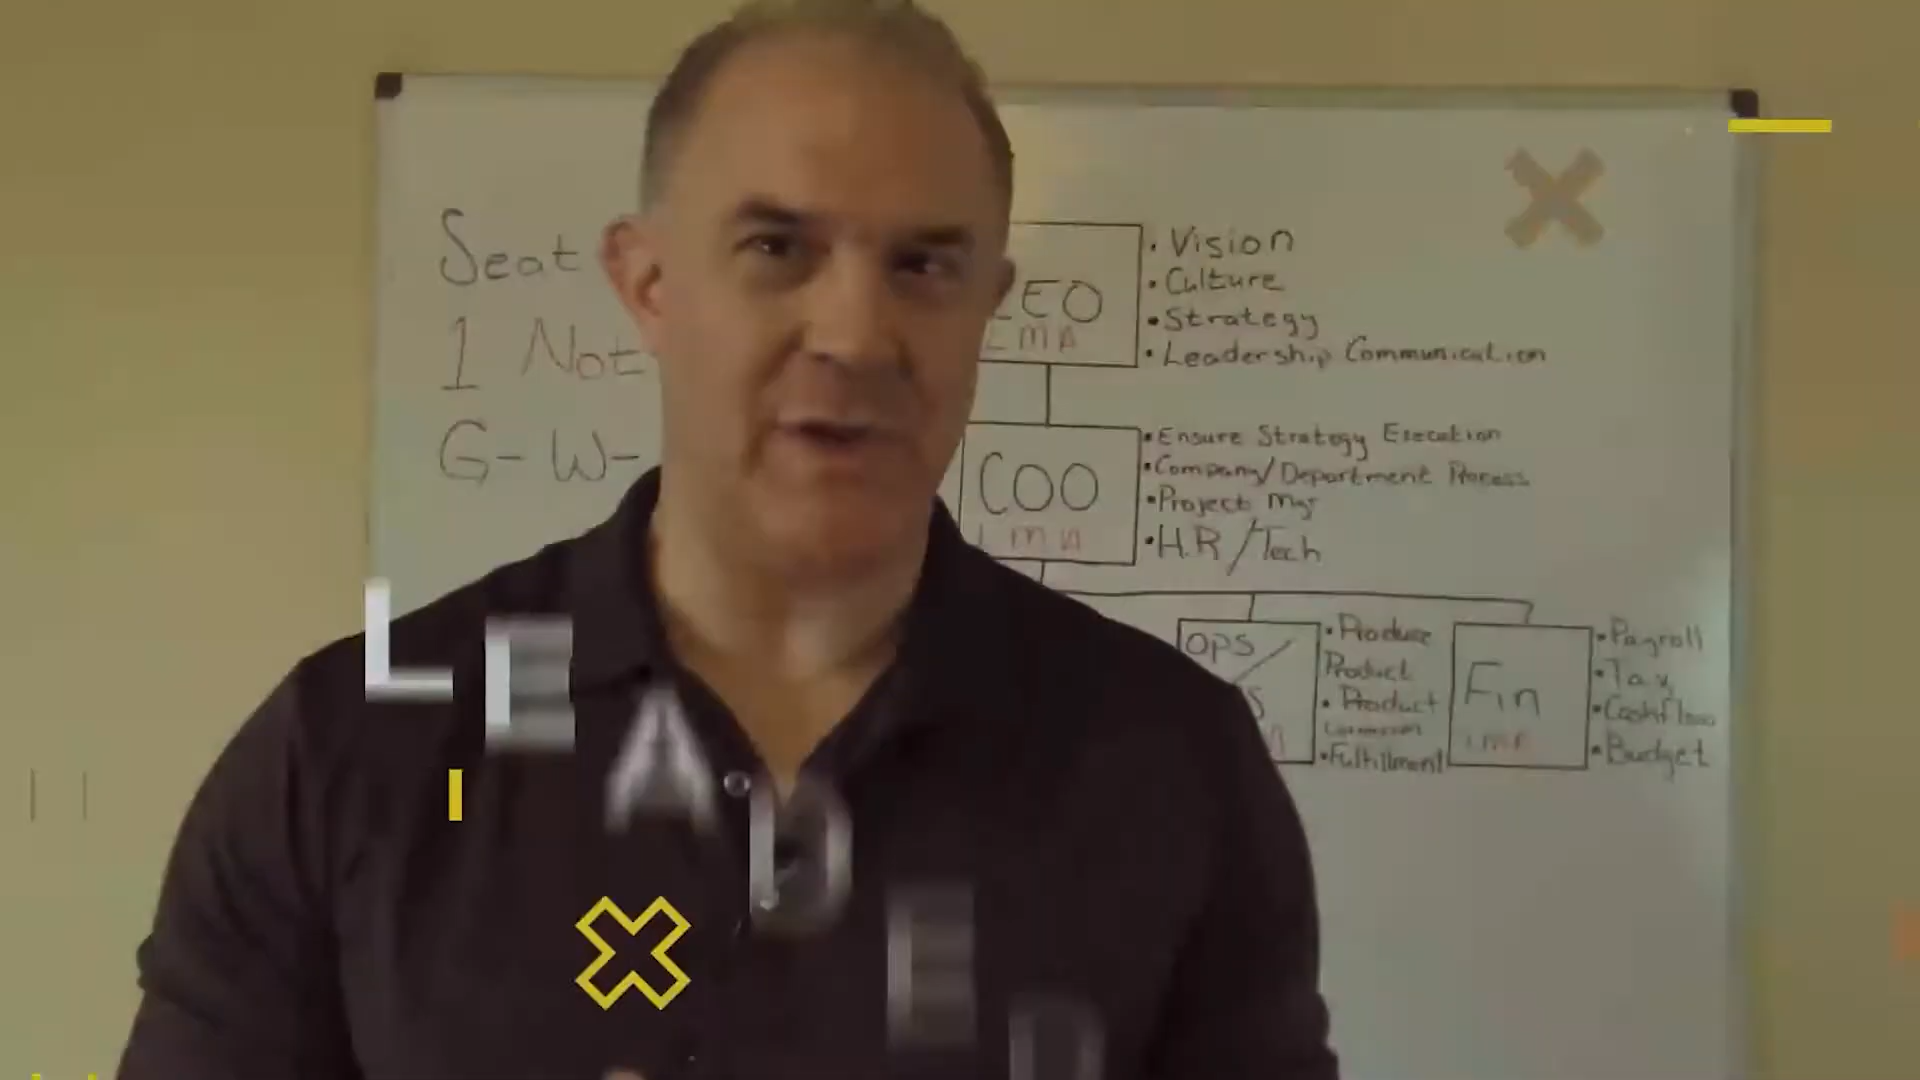 Seat
1 Not
G-W-
CEO
LMA
• Vision
• Culture
• Strategy
• Leadership Communication
COO
LMA
• Ensure Strategy Execution
• Company/Department Process
• Project Mgr
• H.R/Tech
OPS/
• Produce
Product
• Product
• Fulfillment
Fin
LMA
• Payroll
• Tax
• Cashflow
• Budget
LEADE